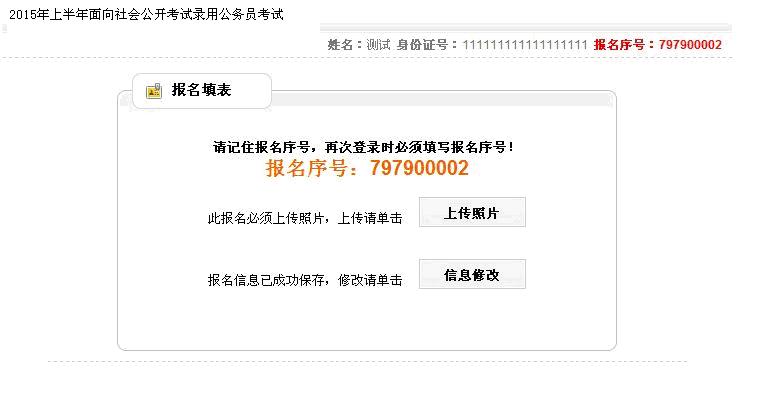 2015年上半年面向社会公开考试录用公务员考试
姓名：测试 身份证号：111111111111111111 报名序号：797900002
报名填表
请记住报名序号，再次登录时必须填写报名序号！
报名序号：797900002
此报名必须上传照片，上传请单击 上传照片
报名信息已成功保存，修改请单击 信息修改